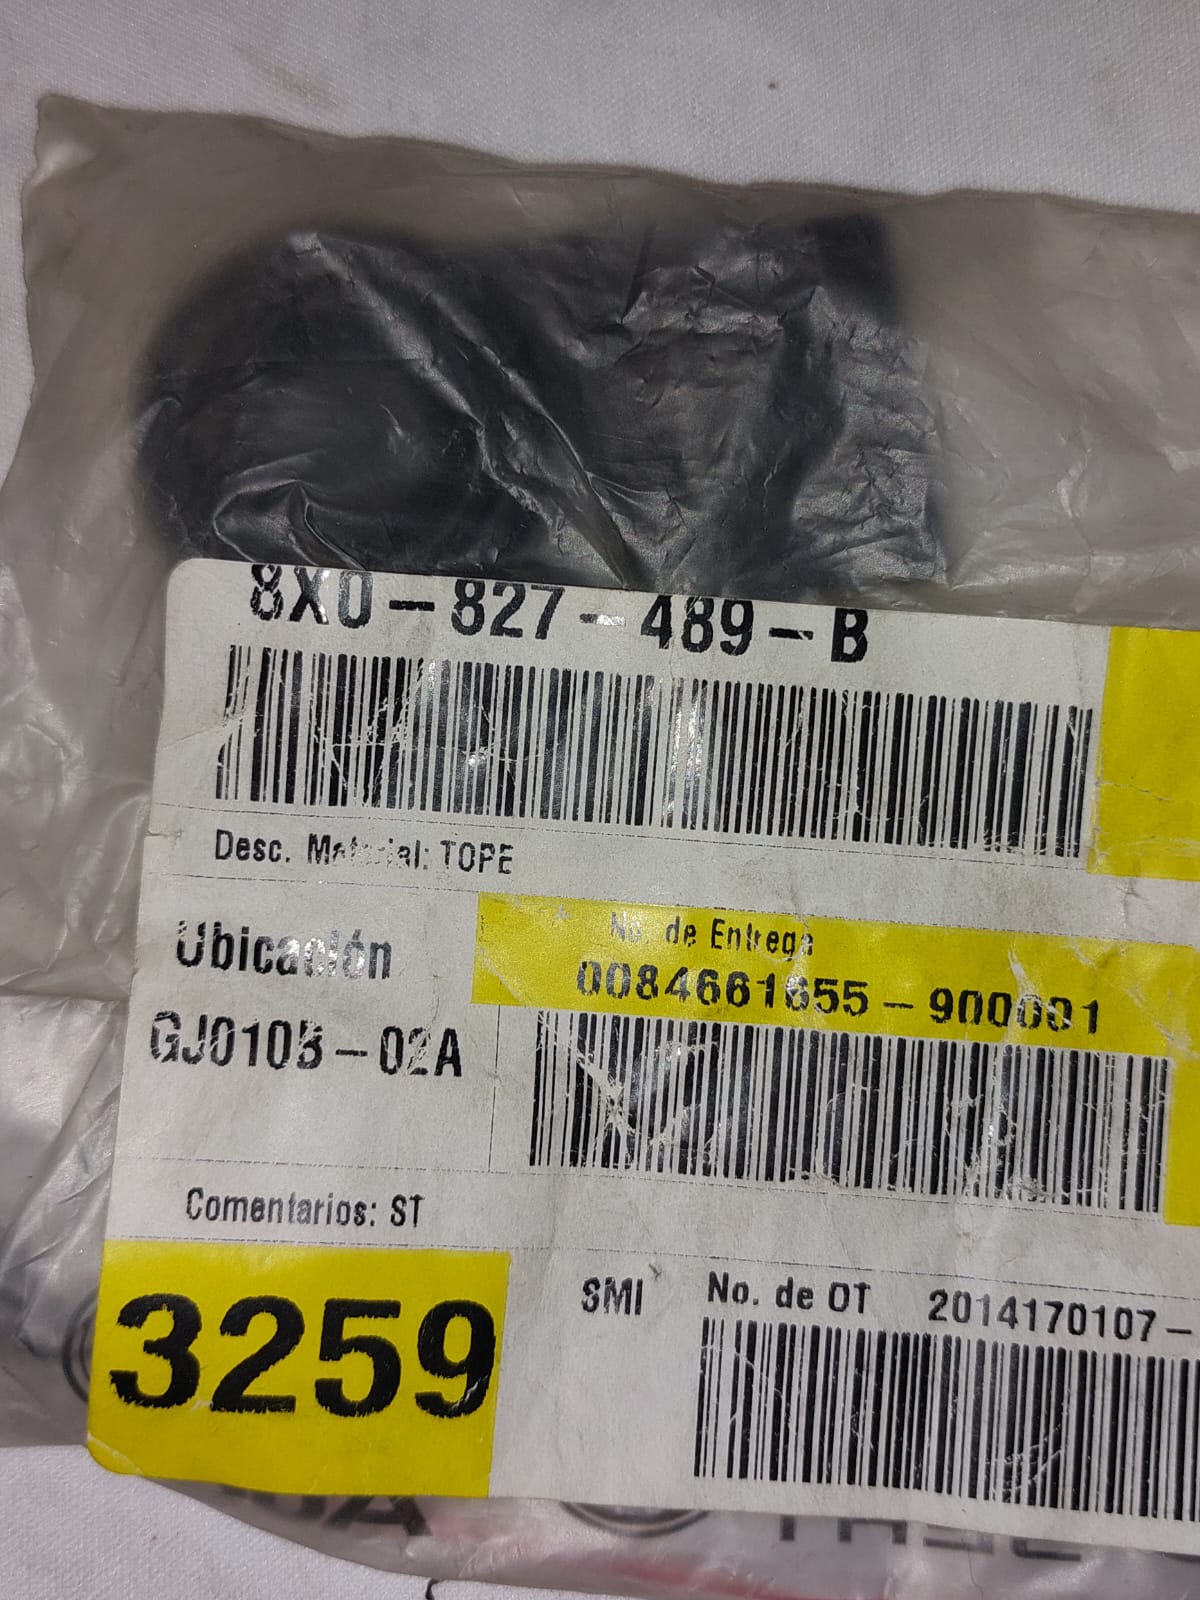 8X0-827-489-B
Desc. Material: TOPE
Ubicación
No. de Entrega
0084661655-900001
GJ010B-02A
Comentarios: ST
3259
SMI
No. de OT 2014170107-